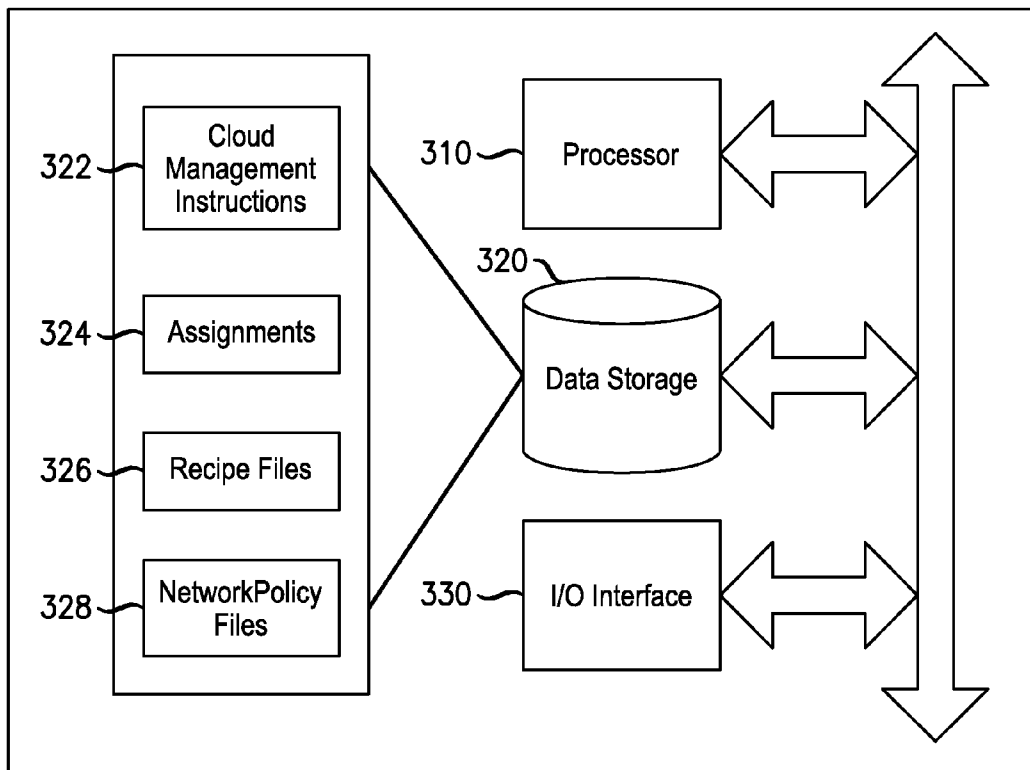 322
Cloud
Management
Instructions
324
Assignments
326
Recipe Files
328
NetworkPolicy
Files
310
Processor
320
Data Storage
330
I/O Interface